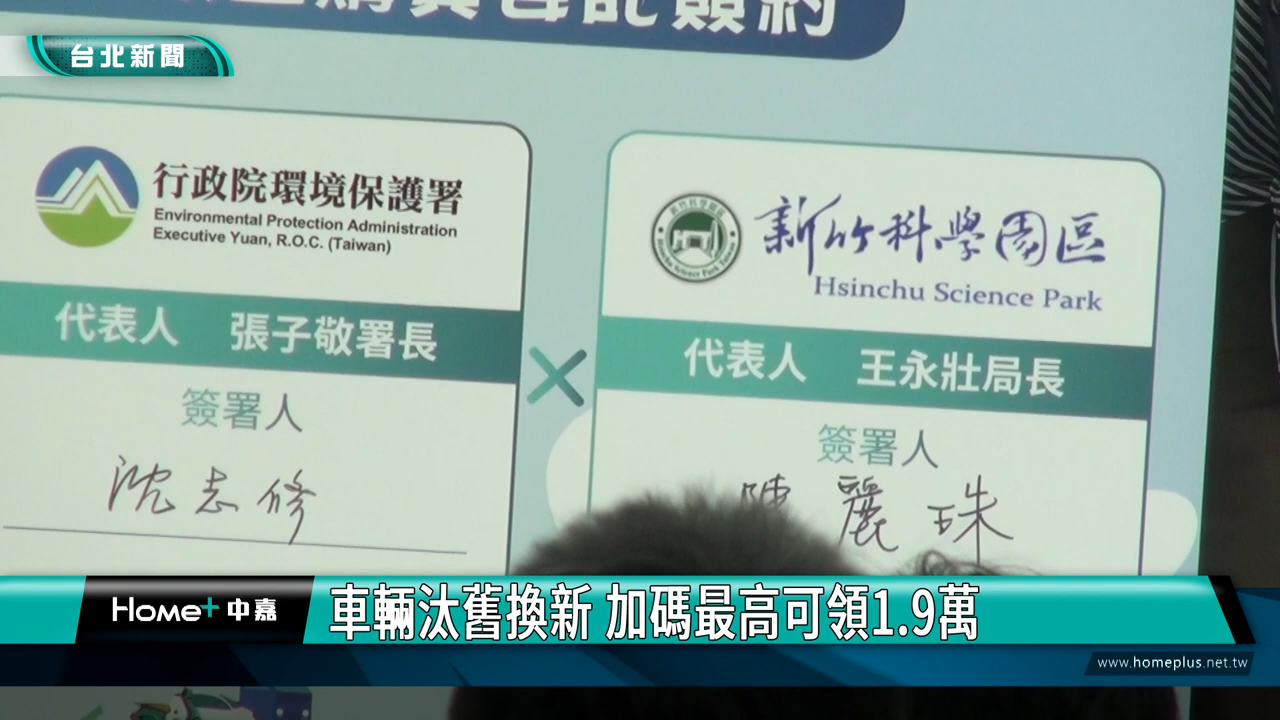 台北新聞
行政院環境保護署
Environmental Protection Administration
Executive Yuan, R.O.C. (Taiwan)
代表人 張子敬署長
簽署人
沈志修
新竹科學園區
Hsinchu Science Park
代表人 王永壯局長
簽署人
陳麗珠
Home+中嘉
車輛汰舊換新 加碼最高可領1.9萬
www.homeplus.net.tw